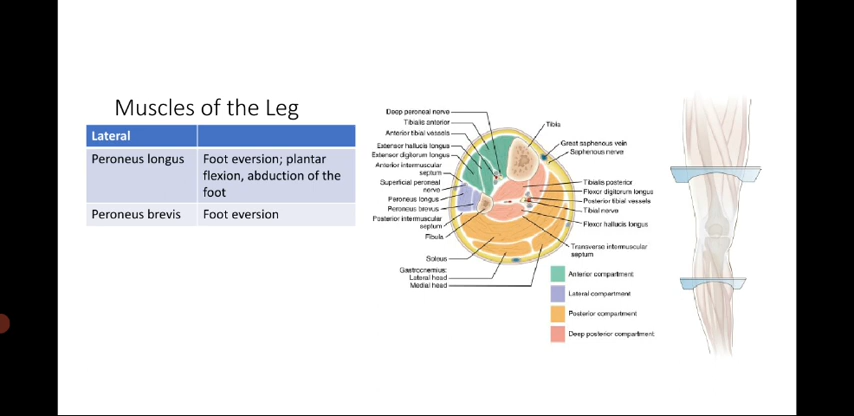 Muscles of the Leg
Lateral
Peroneus longus
Foot eversion; plantar
flexion, abduction of the
foot
Peroneus brevis
Foot eversion
Deep peroneal nerve
Tibialis anterior
Anterior tibial vessels
Extensor hallucis longus
Extensor digitorum longus
Anterior intermuscular
septum
Superficial peroneal
nerve
Peroneus longus
Peroneus brevis
Posterior intermuscular
septum
Fibula
Soleus
Gastrocnemius:
Lateral head
Medial head
Tibia
Great saphenous vein
Saphenous nerve
Tibialis posterior
Flexor digitorum longus
Posterior tibial vessels
Tibial nerve
Flexor hallucis longus
Transverse intermuscular
septum
Anterior compartment
Lateral compartment
Posterior compartment
Deep posterior compartment